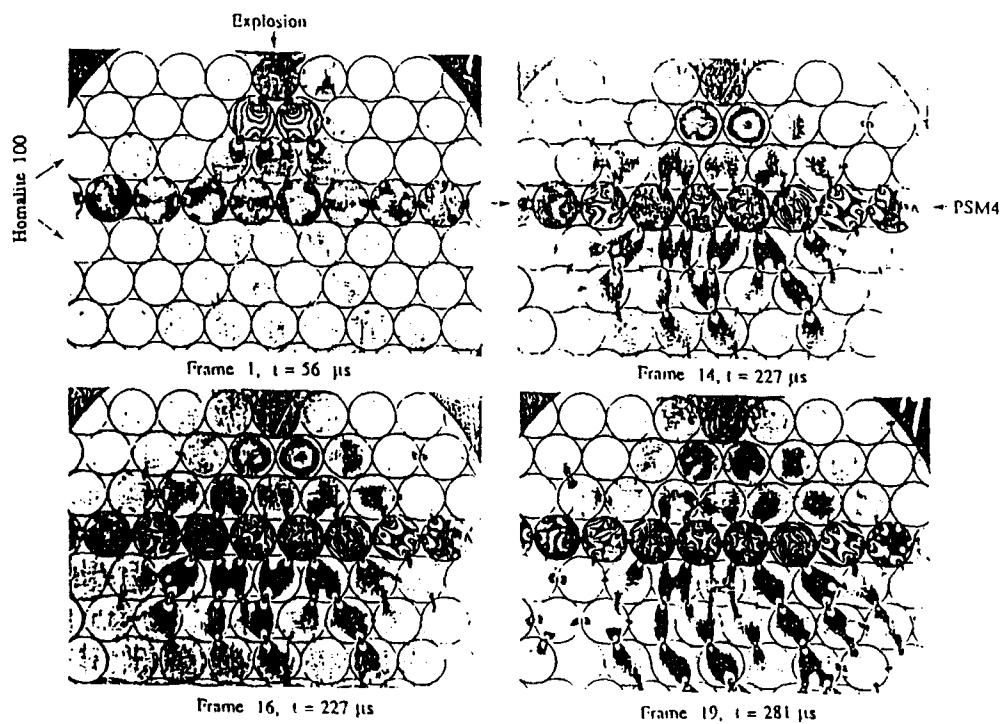 Explosion
Homalite 100
PSM4
Frame 1, t = 56 μs
Frame 14, t = 227 μs
Frame 16, t = 227 μs
Frame 19, t = 281 μs